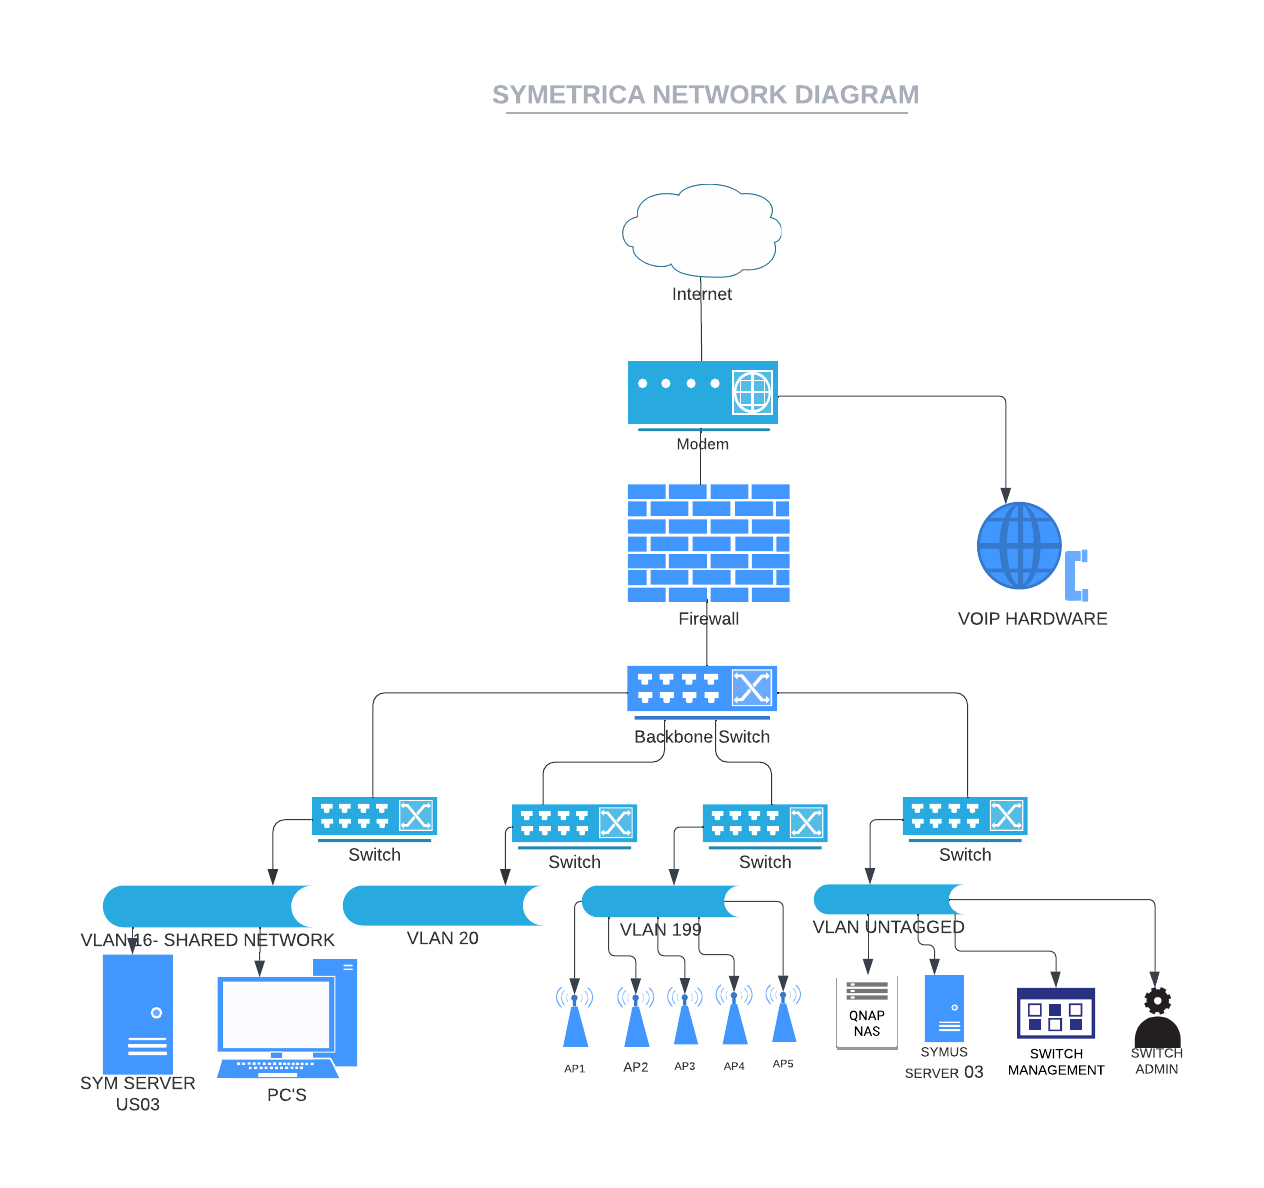 SYMETRICA NETWORK DIAGRAM
Internet
Modem
Firewall
VOIP HARDWARE
Backbone Switch
Switch
Switch
Switch
Switch
VLAN 16- SHARED NETWORK
VLAN 20
VLAN 199
VLAN UNTAGGED
SYM SERVER
US03
PC'S
AP1
AP2
AP3
AP4
AP5
QNAP
NAS
SYMUS
SERVER 03
SWITCH
MANAGEMENT
SWITCH
ADMIN